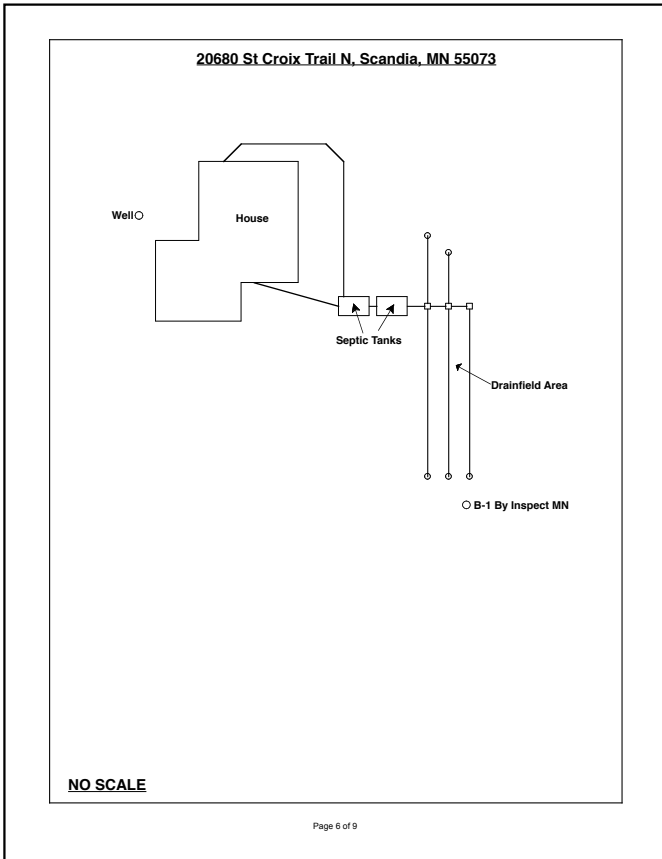 20680 St Croix Trail N, Scandia, MN 55073
Well
House
Septic Tanks
Drainfield Area
B-1 By Inspect MN
NO SCALE
Page 6 of 9